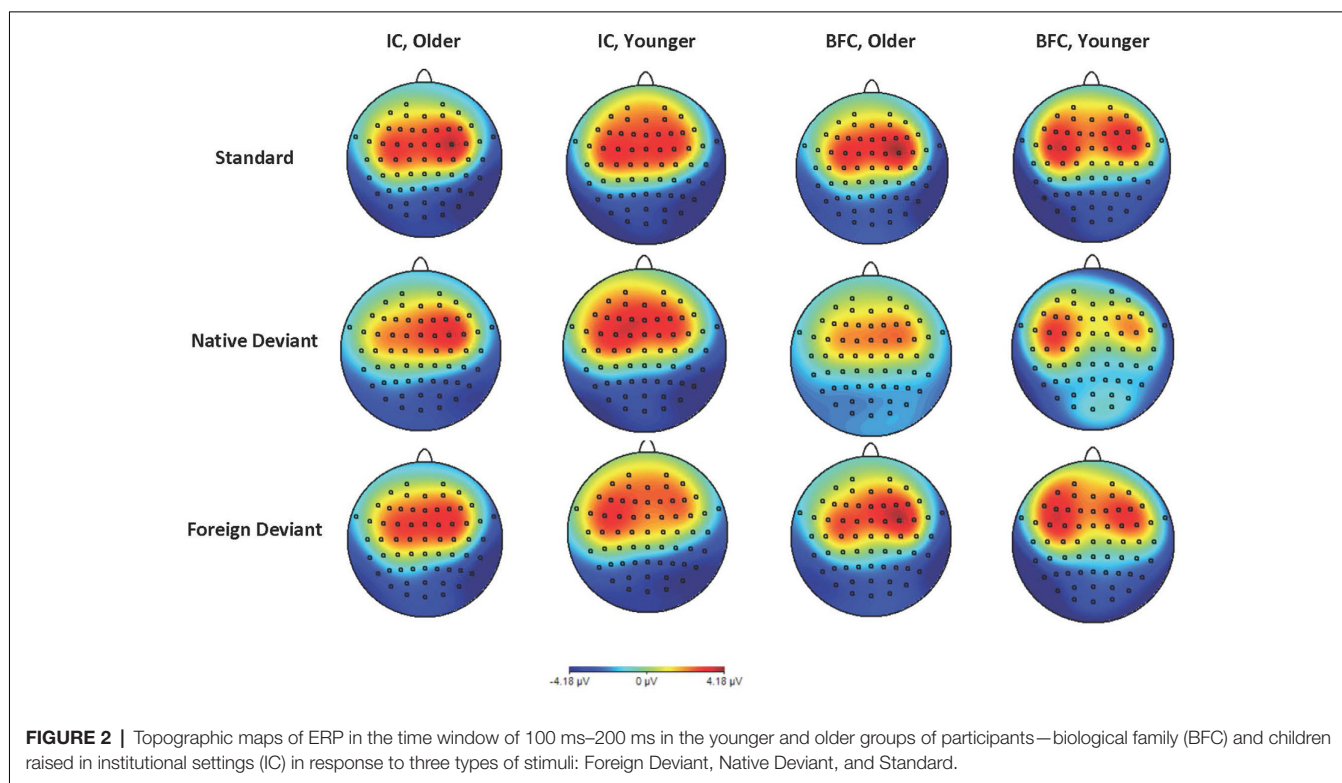 IC, Older IC, Younger BFC, Older BFC, Younger
Standard
Native Deviant
Foreign Deviant
-4.18 µV 0 µV 4.18 µV
FIGURE 2 | Topographic maps of ERP in the time window of 100 ms–200 ms in the younger and older groups of participants—biological family (BFC) and children
raised in institutional settings (IC) in response to three types of stimuli: Foreign Deviant, Native Deviant, and Standard.